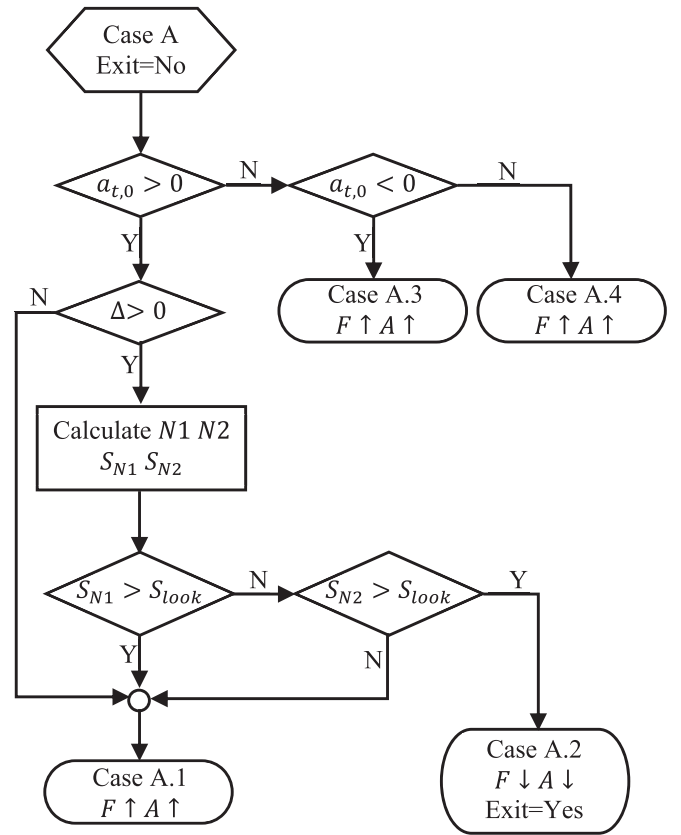 Case A
Exit=No
a_{t,0} > 0
N
a_{t,0} < 0
N
Y
Y
Case A.3
F ↑ A ↑
Case A.4
F ↑ A ↑
N
Δ> 0
Y
Calculate N1 N2
S_{N1} S_{N2}
S_{N1} > S_{look}
N
S_{N2} > S_{look}
Y
Y
N
Case A.1
F ↑ A ↑
Case A.2
F ↓ A ↓
Exit=Yes